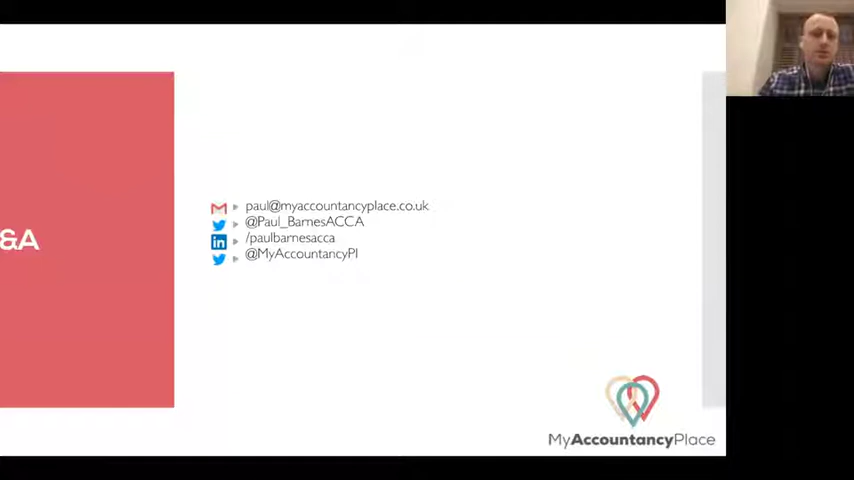 &A
paul@myaccountancyplace.co.uk
@Paul_BarnesACCA
/paulbarnesacca
@MyAccountancyPl
MyAccountancyPlace